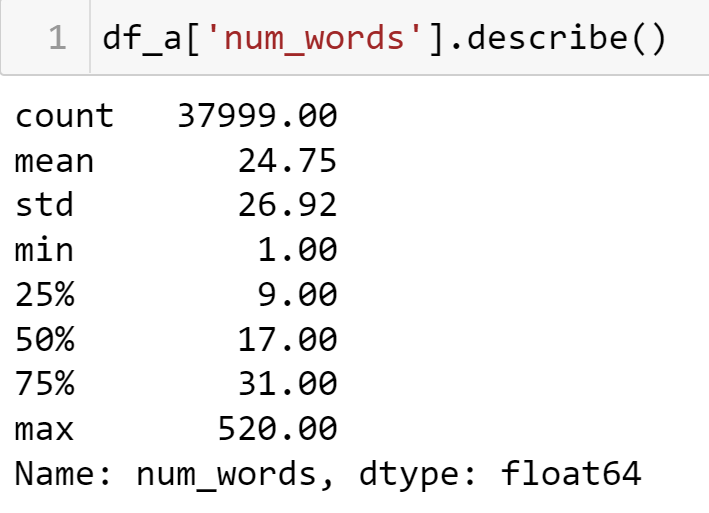 1 df_a['num_words'].describe()
count 37999.00
mean 24.75
std 26.92
min 1.00
25% 9.00
50% 17.00
75% 31.00
max 520.00
Name: num_words, dtype: float64